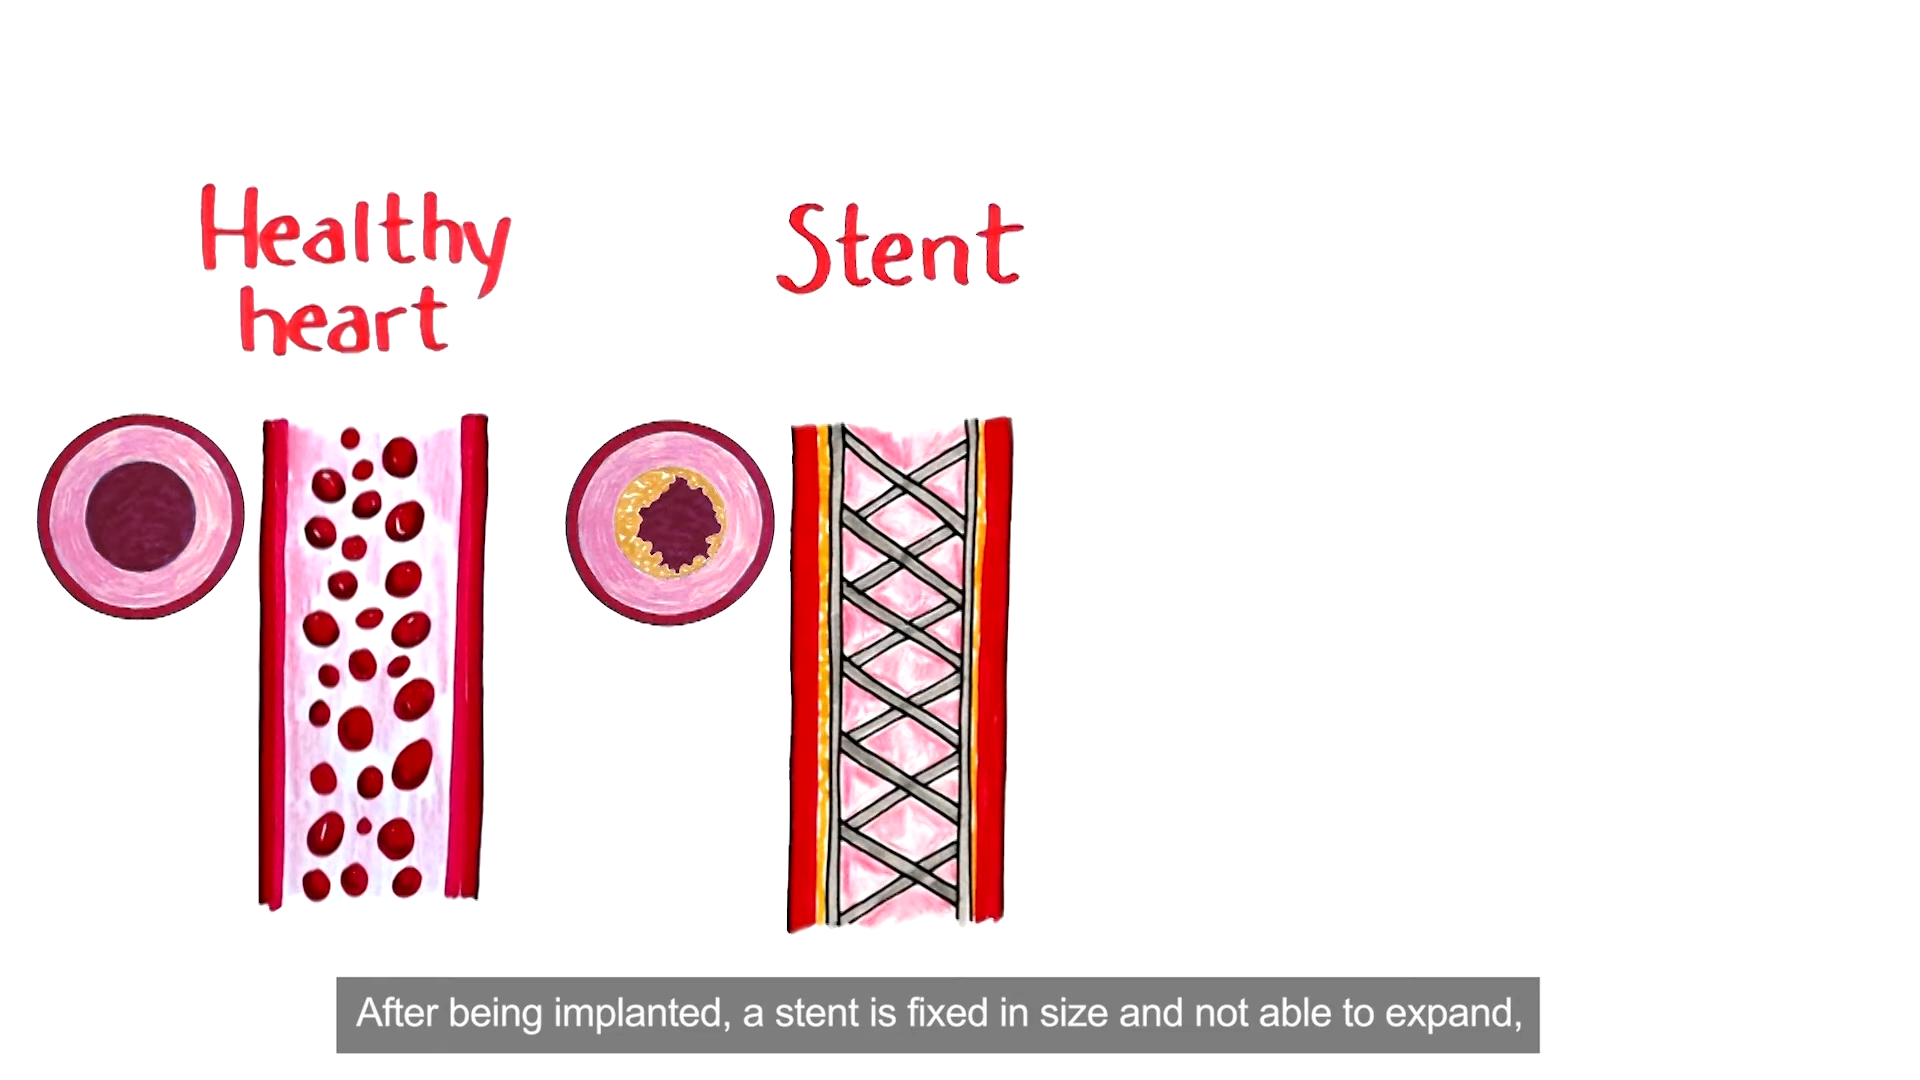 Healthy
heart
Stent
After being implanted, a stent is fixed in size and not able to expand,